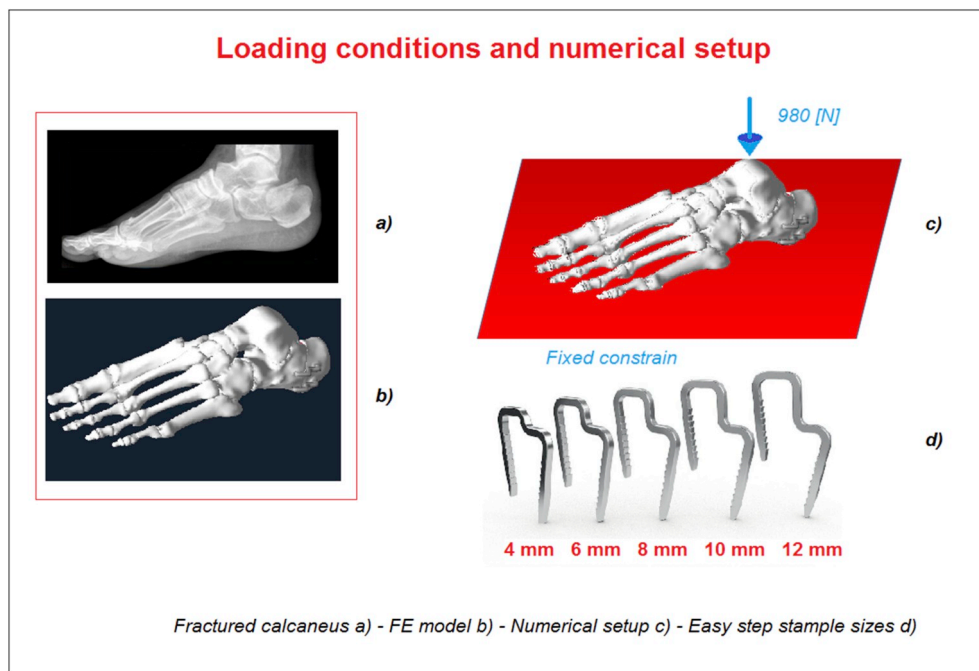 Loading conditions and numerical setup
980 [N]
a)
c)
Fixed constrain
b)
d)
4 mm 6 mm 8 mm 10 mm 12 mm
Fractured calcaneus a) - FE model b) - Numerical setup c) - Easy step stample sizes d)